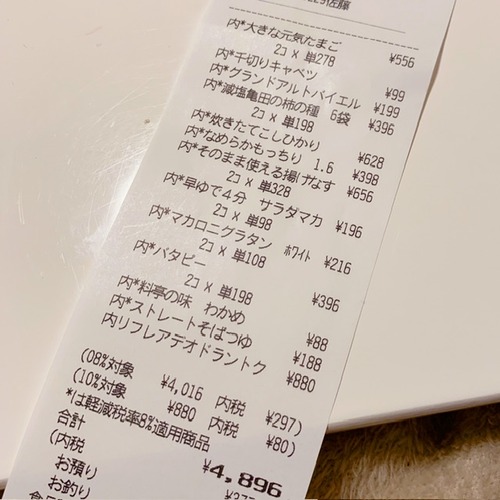 佐藤
内*大きな元気たまご
2コ X 単278 ¥556
内*千切りキャベツ ¥99
内*グランドアルトバイエル ¥199
内*減塩亀田の柿の種 6袋 ¥396
2コ X 単198
内*炊きたてこしひかり ¥628
内*なめらかもっちり 1.6 ¥398
内*そのまま使える揚げなす ¥656
2コ X 単328
内*早ゆで4分 サラダマカ ¥196
2コ X 単98
内*マカロニグラタン ホワイト ¥216
2コ X 単108
内*バタピー
2コ X 単198 ¥396
内*料亭の味 わかめ ¥88
内*ストレートそばつゆ ¥188
内リフレアデオドラントク ¥880
(08%対象 ¥4,016 内税 ¥297)
(10%対象 ¥880 内税 ¥80)
*は軽減税率8%適用商品
合計 ¥4,896
(内税
お預り
お釣り